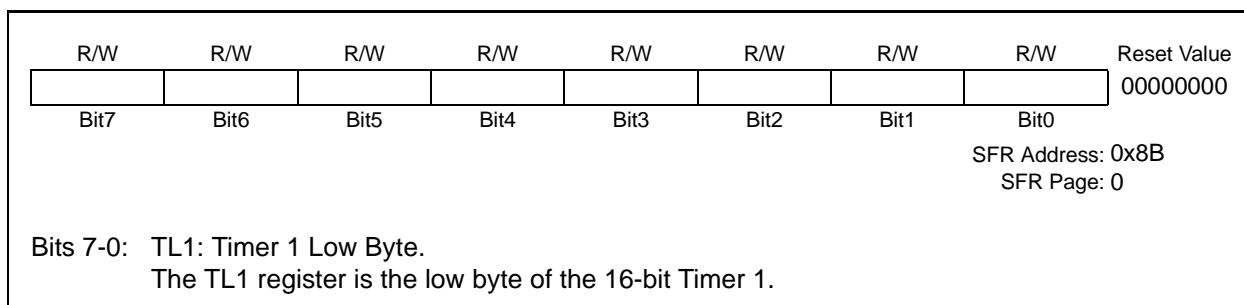 R/W R/W R/W R/W R/W R/W R/W R/W Reset Value
00000000
Bit7 Bit6 Bit5 Bit4 Bit3 Bit2 Bit1 Bit0
SFR Address: 0x8B
SFR Page: 0
Bits 7-0: TL1: Timer 1 Low Byte.
The TL1 register is the low byte of the 16-bit Timer 1.